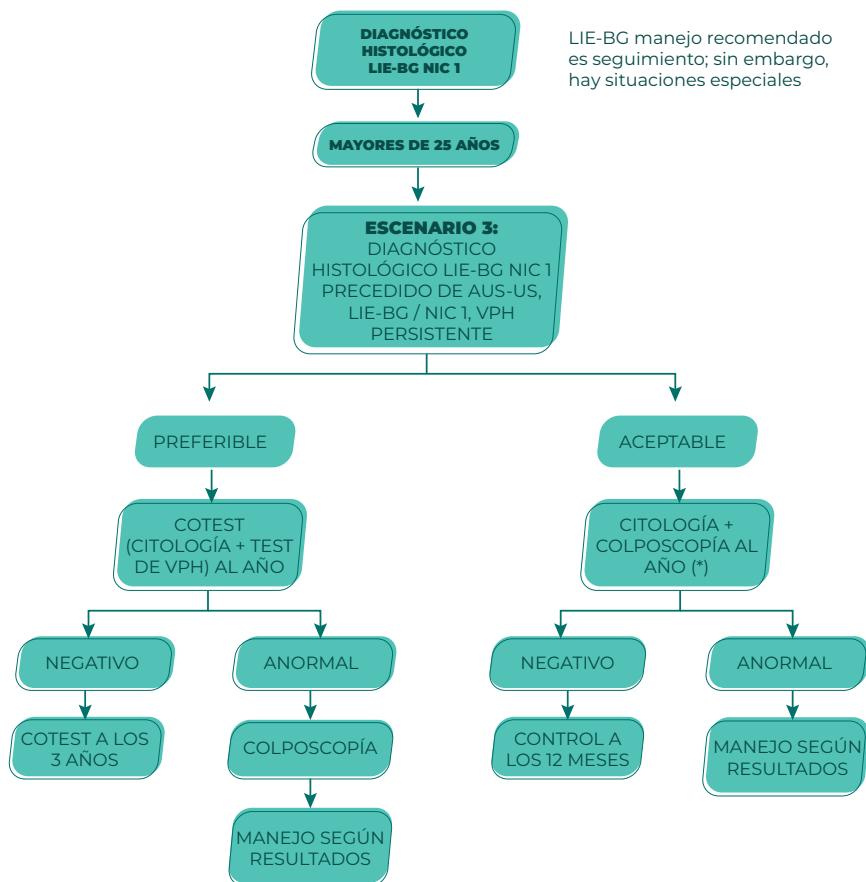 DIAGNÓSTICO
HISTOLÓGICO
LIE-BG NIC 1
LIE-BG manejo recomendado
es seguimiento; sin embargo,
hay situaciones especiales
MAYORES DE 25 AÑOS
ESCENARIO 3:
DIAGNÓSTICO
HISTOLÓGICO LIE-BG NIC 1
PRECEDIDO DE AUS-US,
LIE-BG / NIC 1, VPH
PERSISTENTE
PREFERIBLE
ACEPTABLE
COTEST
(CITOLOGÍA + TEST
DE VPH) AL AÑO
CITOLOGÍA +
COLPOSCOPÍA AL
AÑO (*)
NEGATIVO
ANORMAL
NEGATIVO
ANORMAL
COTEST A LOS
3 AÑOS
COLPOSCOPÍA
CONTROL A
LOS 12 MESES
MANEJO SEGÚN
RESULTADOS
MANEJO SEGÚN
RESULTADOS